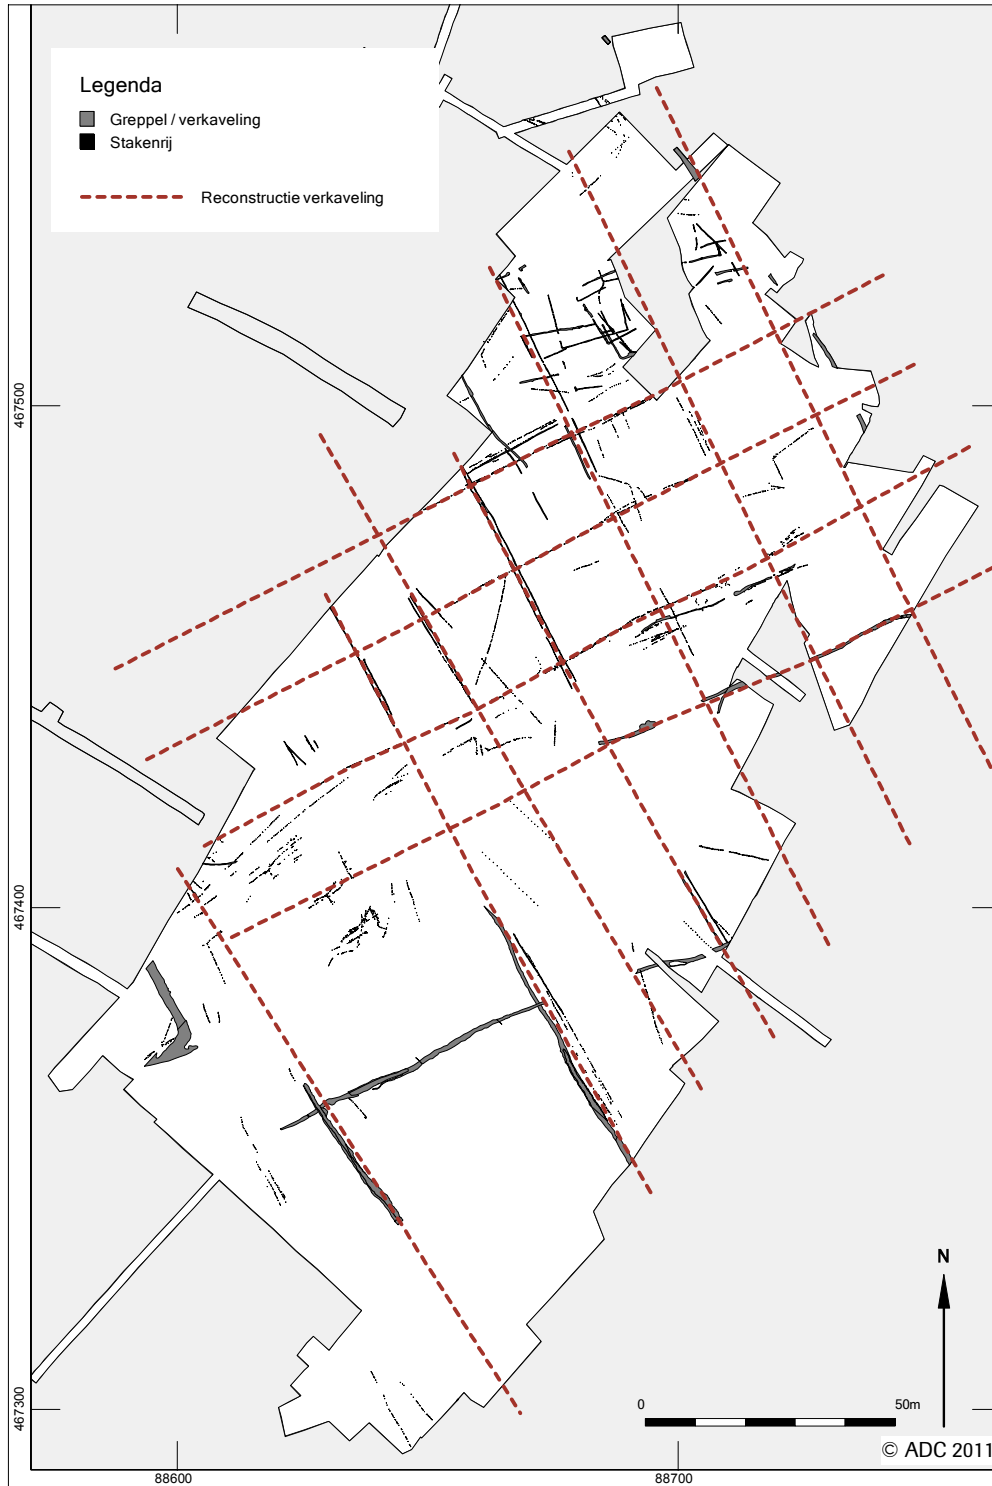 Legenda
Greppel / verkaveling
Stakenrij
Reconstructie verkaveling
467500
467400
467300
N
0 50m
© ADC 2011
88600 88700